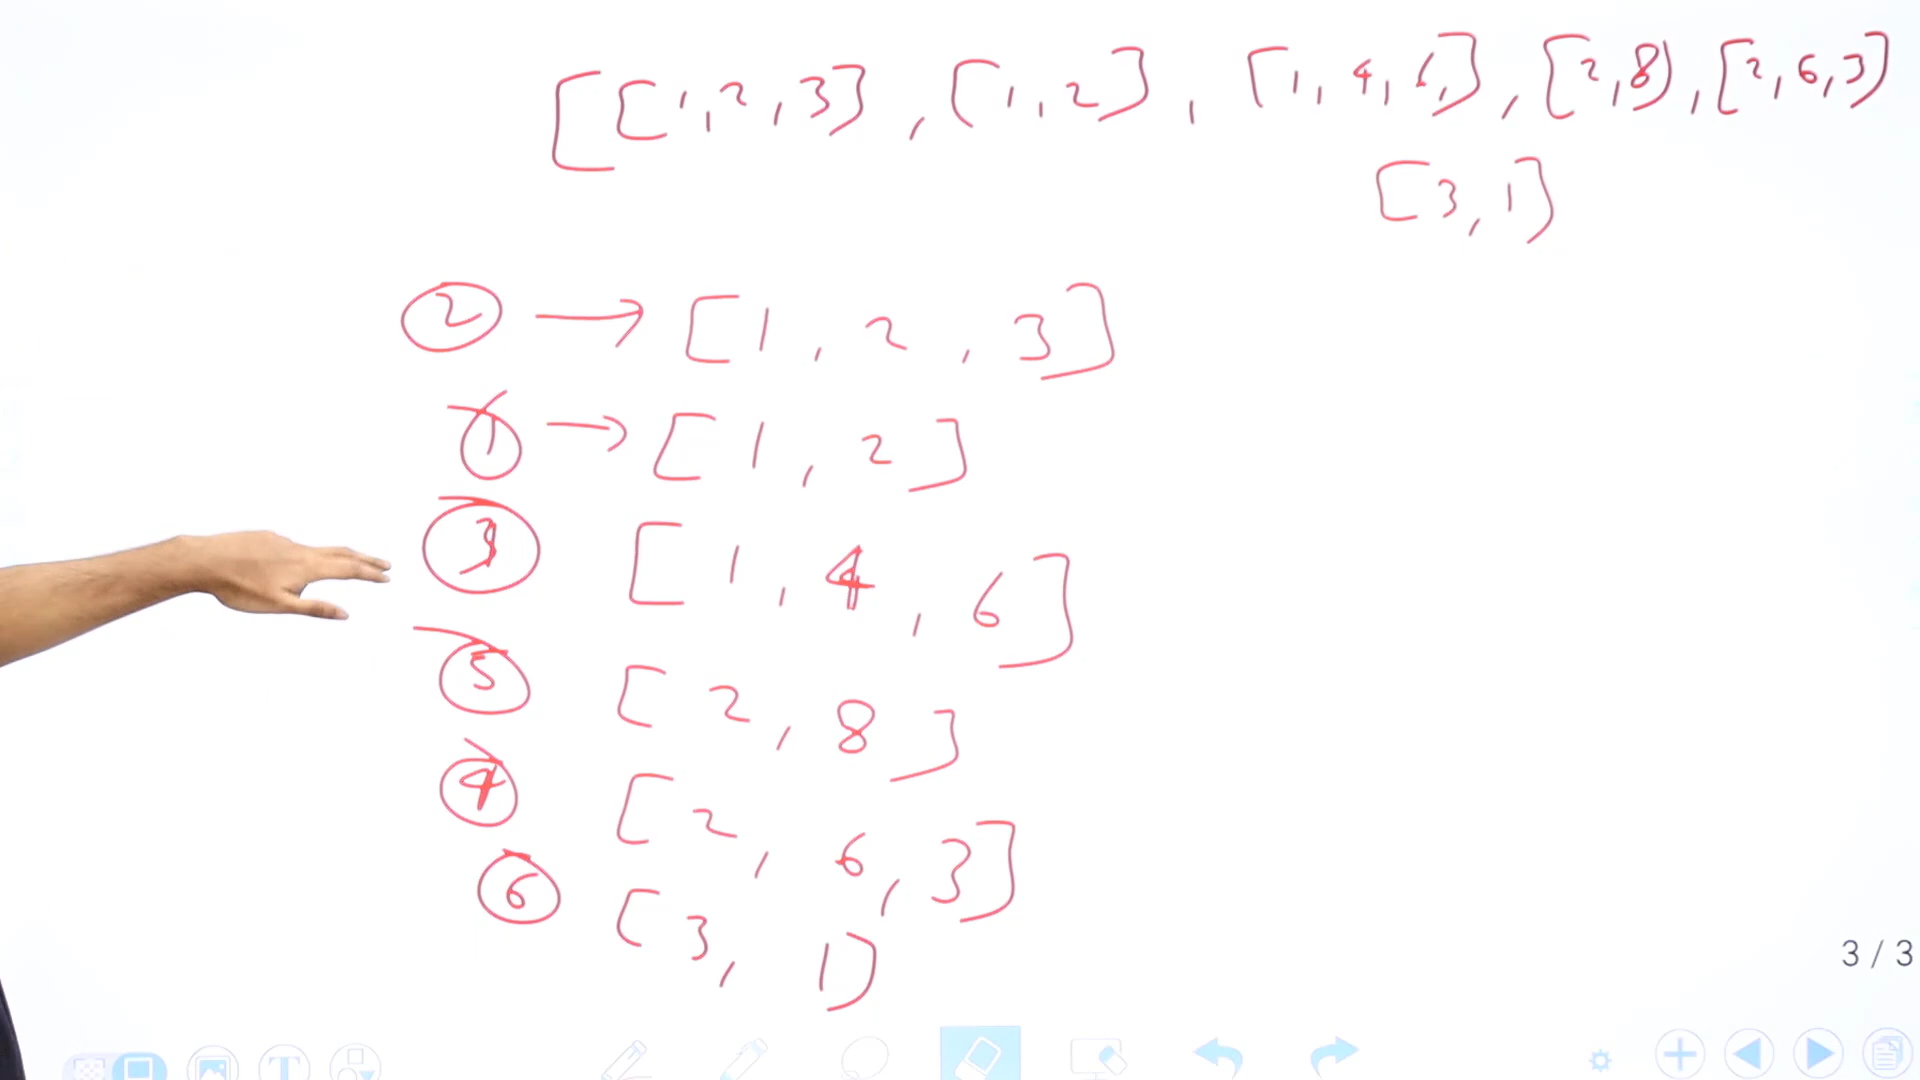 [[1,2,3], [1,2], [1,4,6,], [2,8], [2,6,3]
[3,1]
2 → [1, 2, 3]
1 → [1, 2]
3 [1, 4, 6]
5 [2, 8]
4 [2, 6, 3]
6 [3, 1]
3 / 3
T